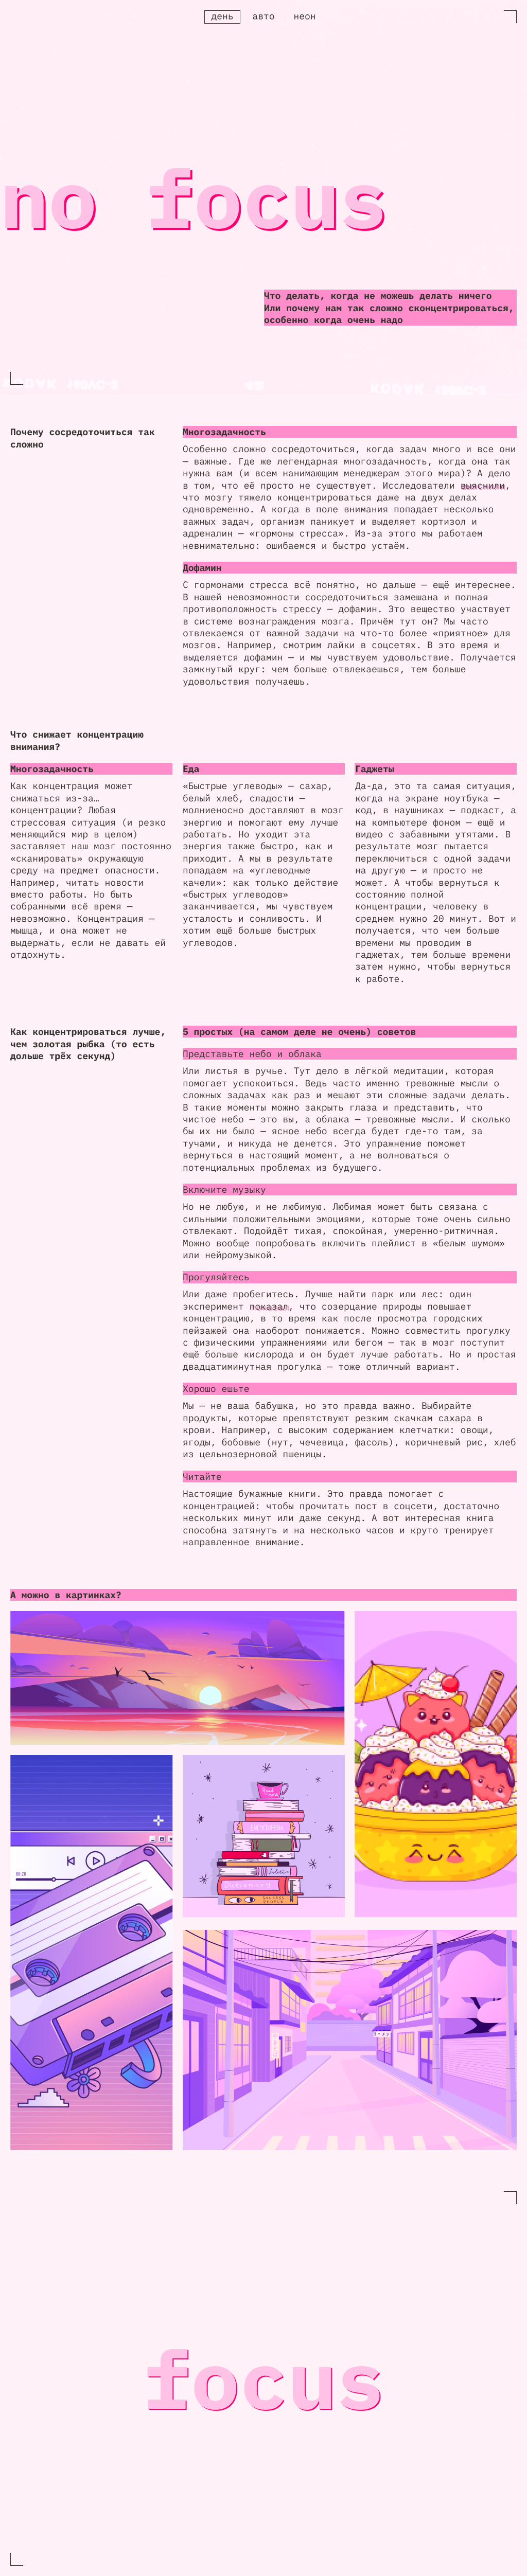 день авто неон
no focus
Что делать, когда не можешь делать ничего
Или почему нам так сложно сконцентрироваться,
особенно когда очень надо
Почему сосредоточиться так
сложно
Многозадачность
Особенно сложно сосредоточиться, когда задач много и все они
— важные. Где же легендарная многозадачность, когда она так
нужна вам (и всем нанимающим менеджерам этого мира)? А дело
в том, что её просто не существует. Исследователи выяснили,
что мозгу тяжело концентрироваться даже на двух делах
одновременно. А когда в поле внимания попадает несколько
важных задач, организм паникует и выделяет кортизол и
адреналин — «гормоны стресса». Из-за этого мы работаем
невнимательно: ошибаемся и быстро устаём.
Дофамин
С гормонами стресса всё понятно, но дальше — ещё интереснее.
В нашей невозможности сосредоточиться замешана и полная
противоположность стрессу — дофамин. Это вещество участвует
в системе вознаграждения мозга. Причём тут он? Мы часто
отвлекаемся от важной задачи на что-то более «приятное» для
мозгов. Например, смотрим лайки в соцсетях. В это время и
выделяется дофамин — и мы чувствуем удовольствие. Получается
замкнутый круг: чем больше отвлекаешься, тем больше
удовольствия получаешь.
Что снижает концентрацию
внимания?
Многозадачность
Как концентрация может
снижаться из-за…
концентрации? Любая
стрессовая ситуация (и резко
меняющийся мир в целом)
заставляет наш мозг постоянно
«сканировать» окружающую
среду на предмет опасности.
Например, читать новости
вместо работы. Но быть
собранными всё время —
невозможно. Концентрация —
мышца, и она может не
выдержать, если не давать ей
отдохнуть.
Еда
«Быстрые углеводы» — сахар,
белый хлеб, сладости —
молниеносно доставляют в мозг
энергию и помогают ему лучше
работать. Но уходит эта
энергия также быстро, как и
приходит. А мы в результате
попадаем на «углеводные
качели»: как только действие
«быстрых углеводов»
заканчивается, мы чувствуем
усталость и сонливость. И
хотим ещё больше быстрых
углеводов.
Гаджеты
Да-да, это та самая ситуация,
когда на экране ноутбука —
код, в наушниках — подкаст, а
на компьютере фоном — ещё и
видео с забавными утятами. В
результате мозг пытается
переключиться с одной задачи
на другую — и просто не
может. А чтобы вернуться к
состоянию полной
концентрации, человеку в
среднем нужно 20 минут. Вот и
получается, что чем больше
времени мы проводим в
гаджетах, тем больше времени
затем нужно, чтобы вернуться
к работе.
Как концентрироваться лучше,
чем золотая рыбка (то есть
дольше трёх секунд)
5 простых (на самом деле не очень) советов
Представьте небо и облака
Или листья в ручье. Тут дело в лёгкой медитации, которая
помогает успокоиться. Ведь часто именно тревожные мысли о
сложных задачах как раз и мешают эти сложные задачи делать.
В такие моменты можно закрыть глаза и представить, что
чистое небо — это вы, а облака — тревожные мысли. И сколько
бы их ни было — ясное небо всегда будет где-то там, за
тучами, и никуда не денется. Это упражнение поможет
вернуться в настоящий момент, а не волноваться о
потенциальных проблемах из будущего.
Включите музыку
Но не любую, и не любимую. Любимая может быть связана с
сильными положительными эмоциями, которые тоже очень сильно
отвлекают. Подойдёт тихая, спокойная, умеренно-ритмичная.
Можно вообще попробовать включить плейлист в «белым шумом»
или нейромузыкой.
Прогуляйтесь
Или даже пробегитесь. Лучше найти парк или лес: один
эксперимент показал, что созерцание природы повышает
концентрацию, в то время как после просмотра городских
пейзажей она наоборот понижается. Можно совместить прогулку
с физическими упражнениями или бегом — так в мозг поступит
ещё больше кислорода и он будет лучше работать. Но и простая
двадцатиминутная прогулка — тоже отличный вариант.
Хорошо ешьте
Мы — не ваша бабушка, но это правда важно. Выбирайте
продукты, которые препятствуют резким скачкам сахара в
крови. Например, с высоким содержанием клетчатки: овощи,
ягоды, бобовые (нут, чечевица, фасоль), коричневый рис, хлеб
из цельнозерновой пшеницы.
Читайте
Настоящие бумажные книги. Это правда помогает с
концентрацией: чтобы прочитать пост в соцсети, достаточно
нескольких минут или даже секунд. А вот интересная книга
способна затянуть и на несколько часов и круто тренирует
направленное внимание.
А можно в картинках?
focus